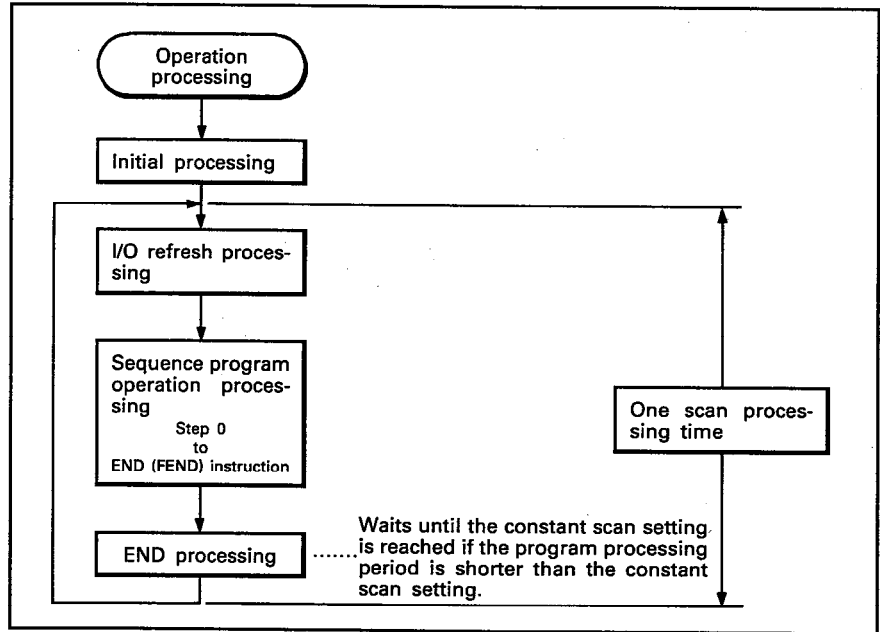 Operation
processing
Initial processing
I/O refresh proces-
sing
Sequence program
operation proces-
sing
Step 0
to
END (FEND) instruction
One scan proces-
sing time
END processing
.......Waits until the constant scan setting
is reached if the program processing
period is shorter than the constant
scan setting.